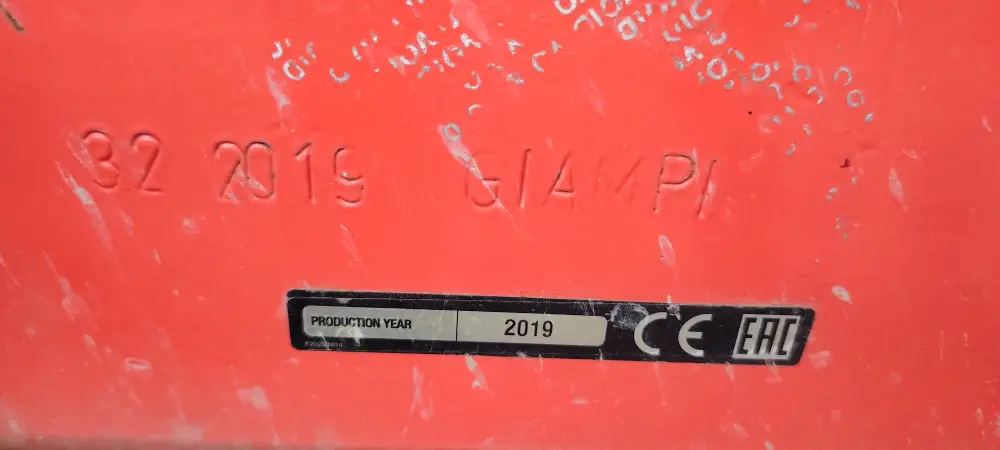 32 2019 GIAMPI
PRODUCTION YEAR 2019 CE EAC